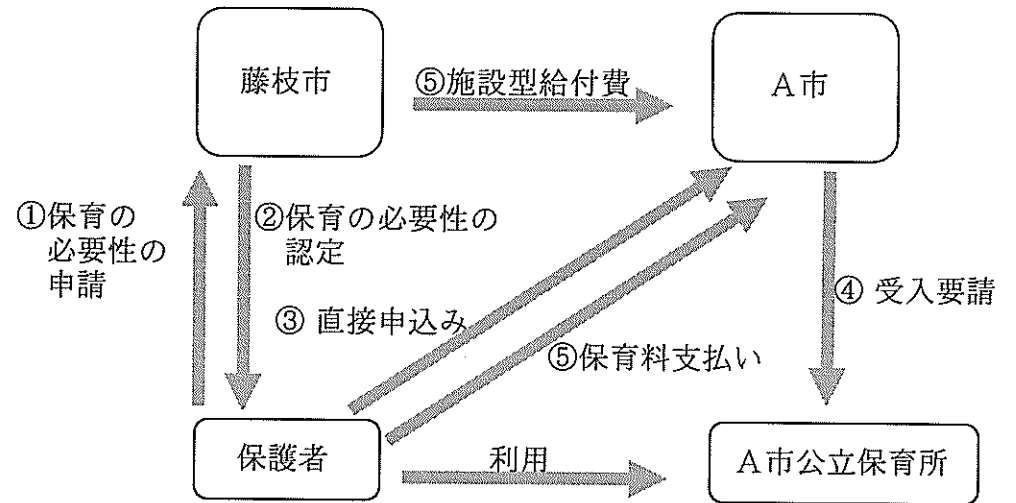 藤枝市
⑤施設型給付費
A市
①保育の
必要性の
申請
②保育の必要性の
認定
③ 直接申込み
④ 受入要請
⑤保育料支払い
保護者
利用
A市公立保育所